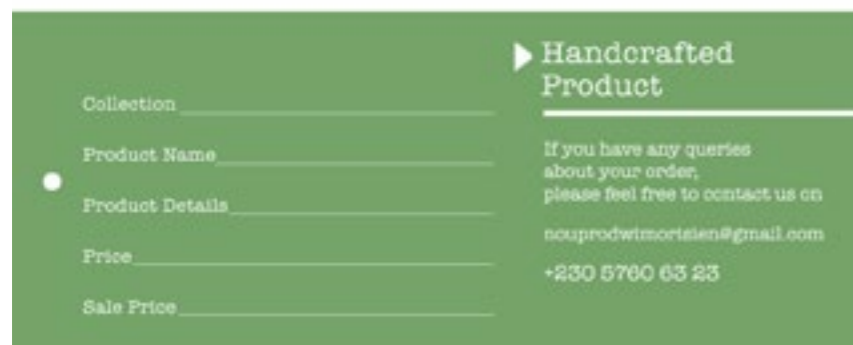 Collection
Product Name
Product Details
Price
Sale Price
Handcrafted
Product
If you have any queries
about your order,
please feel free to contact us on
nouprodwimorisien@gmail.com
+230 5760 63 23